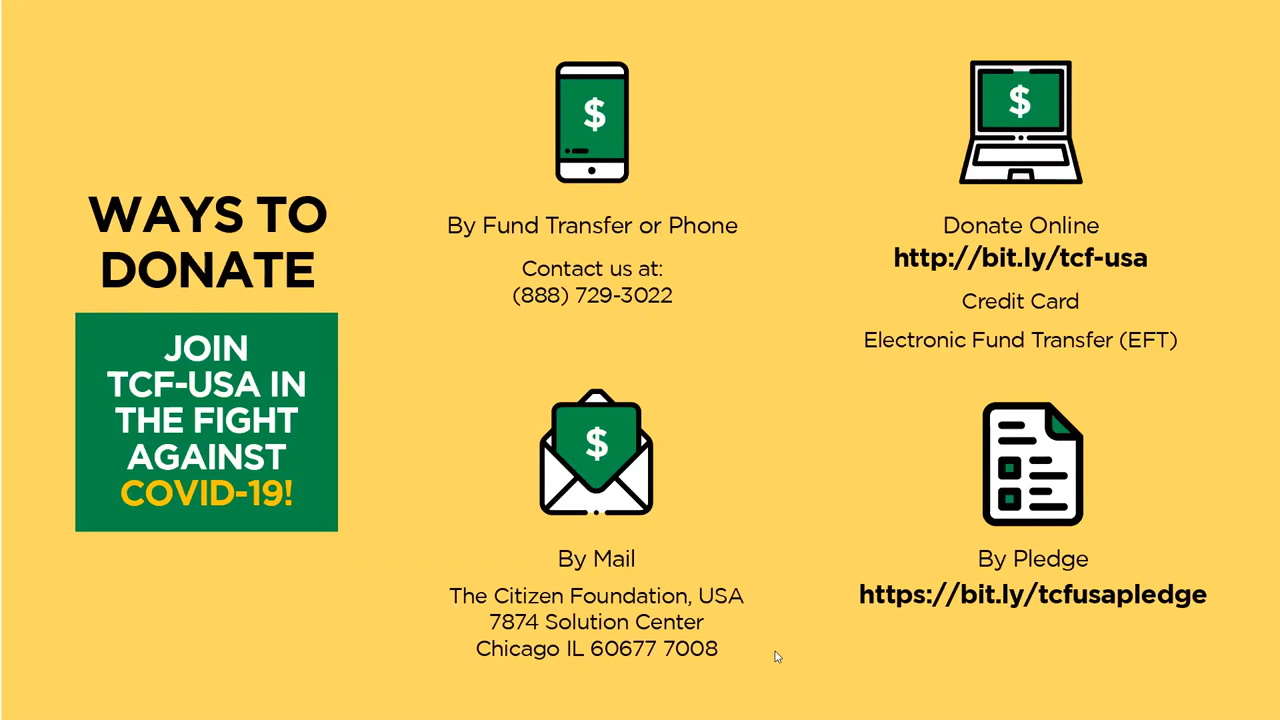 WAYS TO
DONATE
JOIN
TCF-USA IN
THE FIGHT
AGAINST
COVID-19!
$
By Fund Transfer or Phone
Contact us at:
(888) 729-3022
$
Donate Online
http://bit.ly/tcf-usa
Credit Card
Electronic Fund Transfer (EFT)
$
By Mail
The Citizen Foundation, USA
7874 Solution Center
Chicago IL 60677 7008
By Pledge
https://bit.ly/tcfusapledge